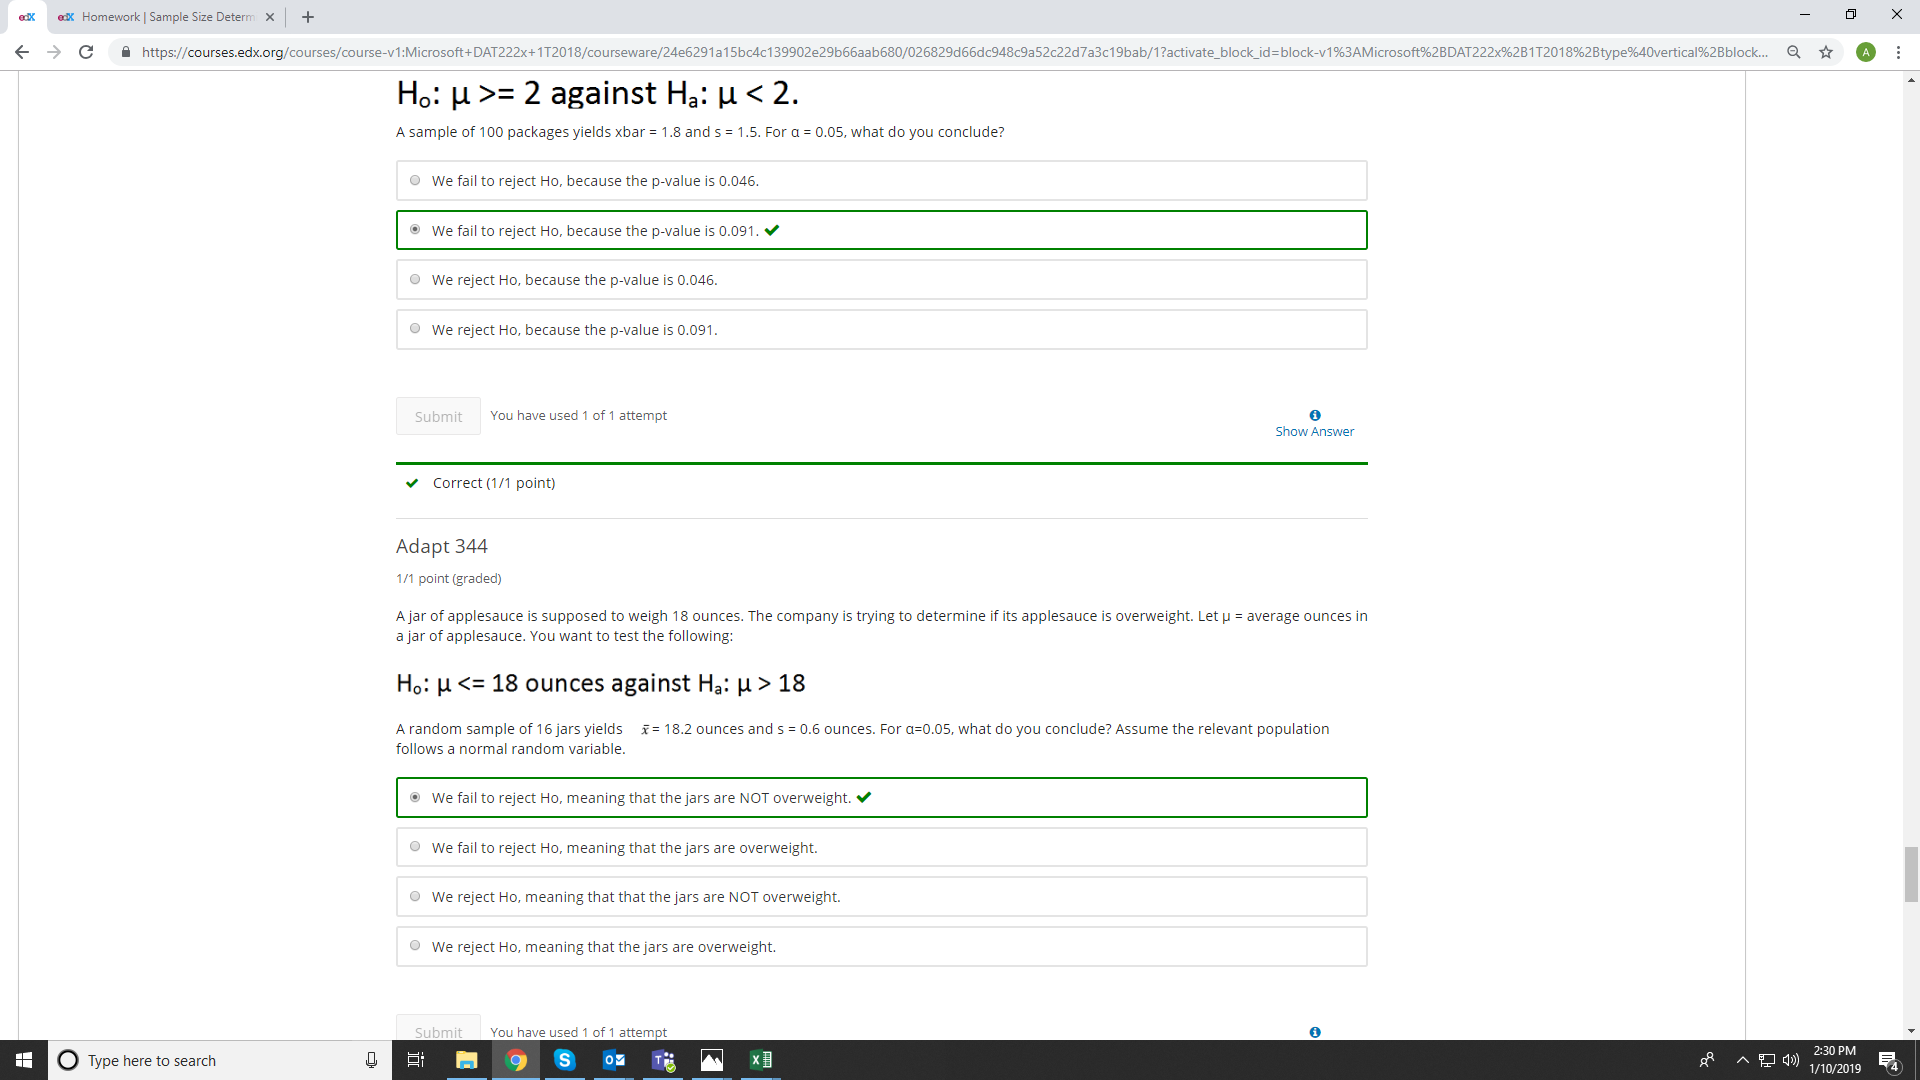 edX
edX Homework | Sample Size Determ
https://courses.edx.org/courses/course-v1:Microsoft+DAT222x+1T2018/courseware/24e6291a15bc4c139902e29b66aab680/026829d66dc948c9a52c22d7a3c19bab/1?activate_block_id=block-v1%3AMicrosoft%2BDAT222x%2B1T2018%2Btype%40vertical%2Bblock...
A
Ho: μ >= 2 against Ha: μ < 2.
A sample of 100 packages yields xbar = 1.8 and s = 1.5. For α = 0.05, what do you conclude?
We fail to reject Ho, because the p-value is 0.046.
We fail to reject Ho, because the p-value is 0.091.
We reject Ho, because the p-value is 0.046.
We reject Ho, because the p-value is 0.091.
Submit You have used 1 of 1 attempt
Show Answer
Correct (1/1 point)
Adapt 344
1/1 point (graded)
A jar of applesauce is supposed to weigh 18 ounces. The company is trying to determine if its applesauce is overweight. Let μ = average ounces in
a jar of applesauce. You want to test the following:
Ho: μ <= 18 ounces against Ha: μ > 18
A random sample of 16 jars yields x̄ = 18.2 ounces and s = 0.6 ounces. For α=0.05, what do you conclude? Assume the relevant population
follows a normal random variable.
We fail to reject Ho, meaning that the jars are NOT overweight.
We fail to reject Ho, meaning that the jars are overweight.
We reject Ho, meaning that that the jars are NOT overweight.
We reject Ho, meaning that the jars are overweight.
Submit You have used 1 of 1 attempt
Type here to search
2:30 PM
1/10/2019
4